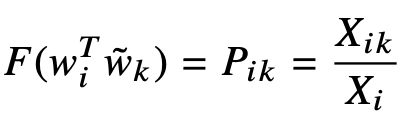 F(w_i^T \tilde{w}_k) = P_{ik} = \frac{X_{ik}}{X_i}